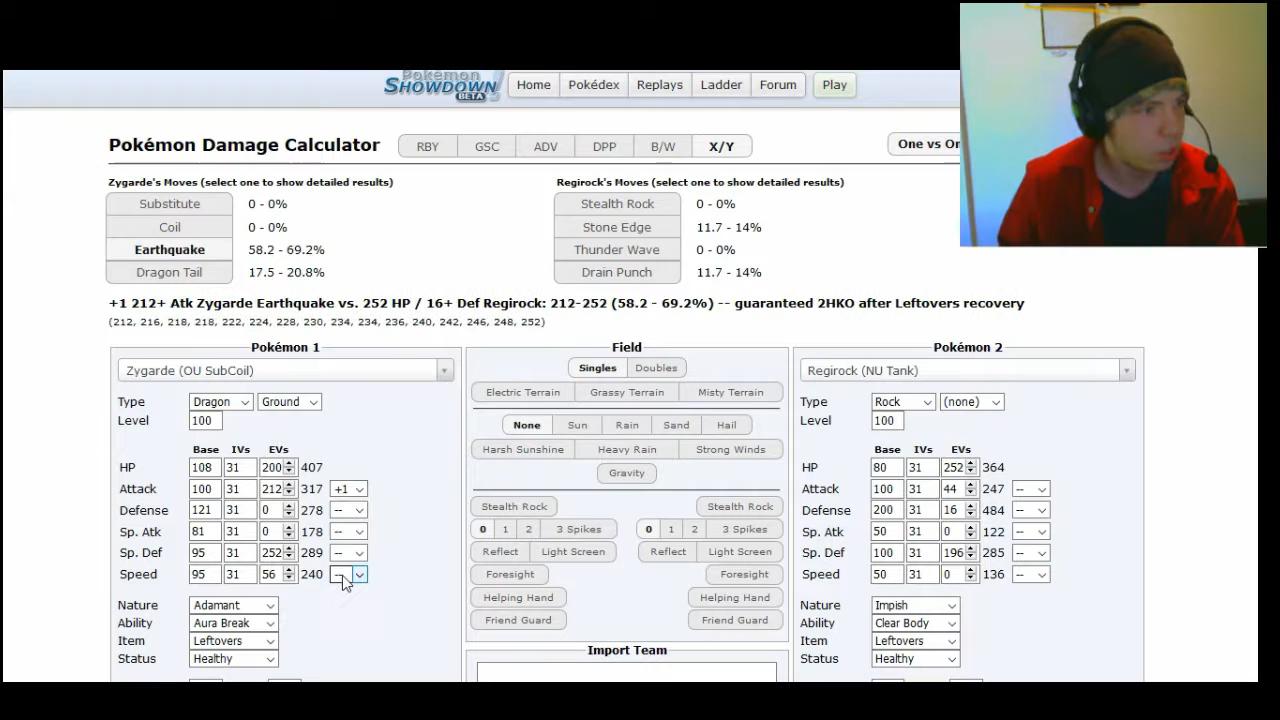 Pokémon
SHOWDOWN
BETA
Home Pokédex Replays Ladder Forum Play
Pokémon Damage Calculator RBY GSC ADV DPP B/W X/Y One vs On
Zygarde's Moves (select one to show detailed results) Regirock's Moves (select one to show detailed results)
Substitute 0 - 0% Stealth Rock 0 - 0%
Coil 0 - 0% Stone Edge 11.7 - 14%
Earthquake 58.2 - 69.2% Thunder Wave 0 - 0%
Dragon Tail 17.5 - 20.8% Drain Punch 11.7 - 14%
+1 212+ Atk Zygarde Earthquake vs. 252 HP / 16+ Def Regirock: 212-252 (58.2 - 69.2%) -- guaranteed 2HKO after Leftovers recovery
(212, 216, 218, 218, 222, 224, 228, 230, 234, 234, 236, 240, 242, 246, 248, 252)
Pokémon 1 Field Pokémon 2
Zygarde (OU SubCoil) Singles Doubles Regirock (NU Tank)
Electric Terrain Grassy Terrain Misty Terrain
Type Dragon Ground None Sun Rain Sand Hail Type Rock (none)
Level 100 Level 100
Harsh Sunshine Heavy Rain Strong Winds
Base IVs EVs Base IVs EVs
HP 108 31 200 407 Gravity HP 80 31 252 364
Attack 100 31 212 317 +1 Attack 100 31 44 247 --
Defense 121 31 0 278 -- Stealth Rock Stealth Rock Defense 200 31 16 484 --
Sp. Atk 81 31 0 178 -- 0 1 2 3 Spikes 0 1 2 3 Spikes Sp. Atk 50 31 0 122 --
Sp. Def 95 31 252 289 -- Reflect Light Screen Reflect Light Screen Sp. Def 100 31 196 285 --
Speed 95 31 56 240 -- Foresight Foresight Speed 50 31 0 136 --
Helping Hand Helping Hand
Nature Adamant Nature Impish
Ability Aura Break Friend Guard Friend Guard Ability Clear Body
Item Leftovers Item Leftovers
Status Healthy Import Team Status Healthy